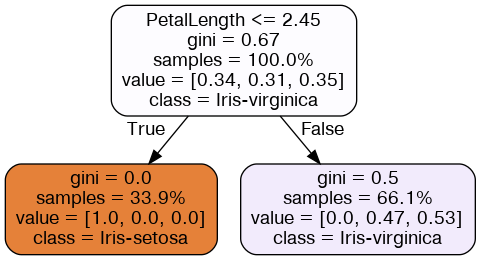 PetalLength <= 2.45
gini = 0.67
samples = 100.0%
value = [0.34, 0.31, 0.35]
class = Iris-virginica
True
False
gini = 0.0
samples = 33.9%
value = [1.0, 0.0, 0.0]
class = Iris-setosa
gini = 0.5
samples = 66.1%
value = [0.0, 0.47, 0.53]
class = Iris-virginica